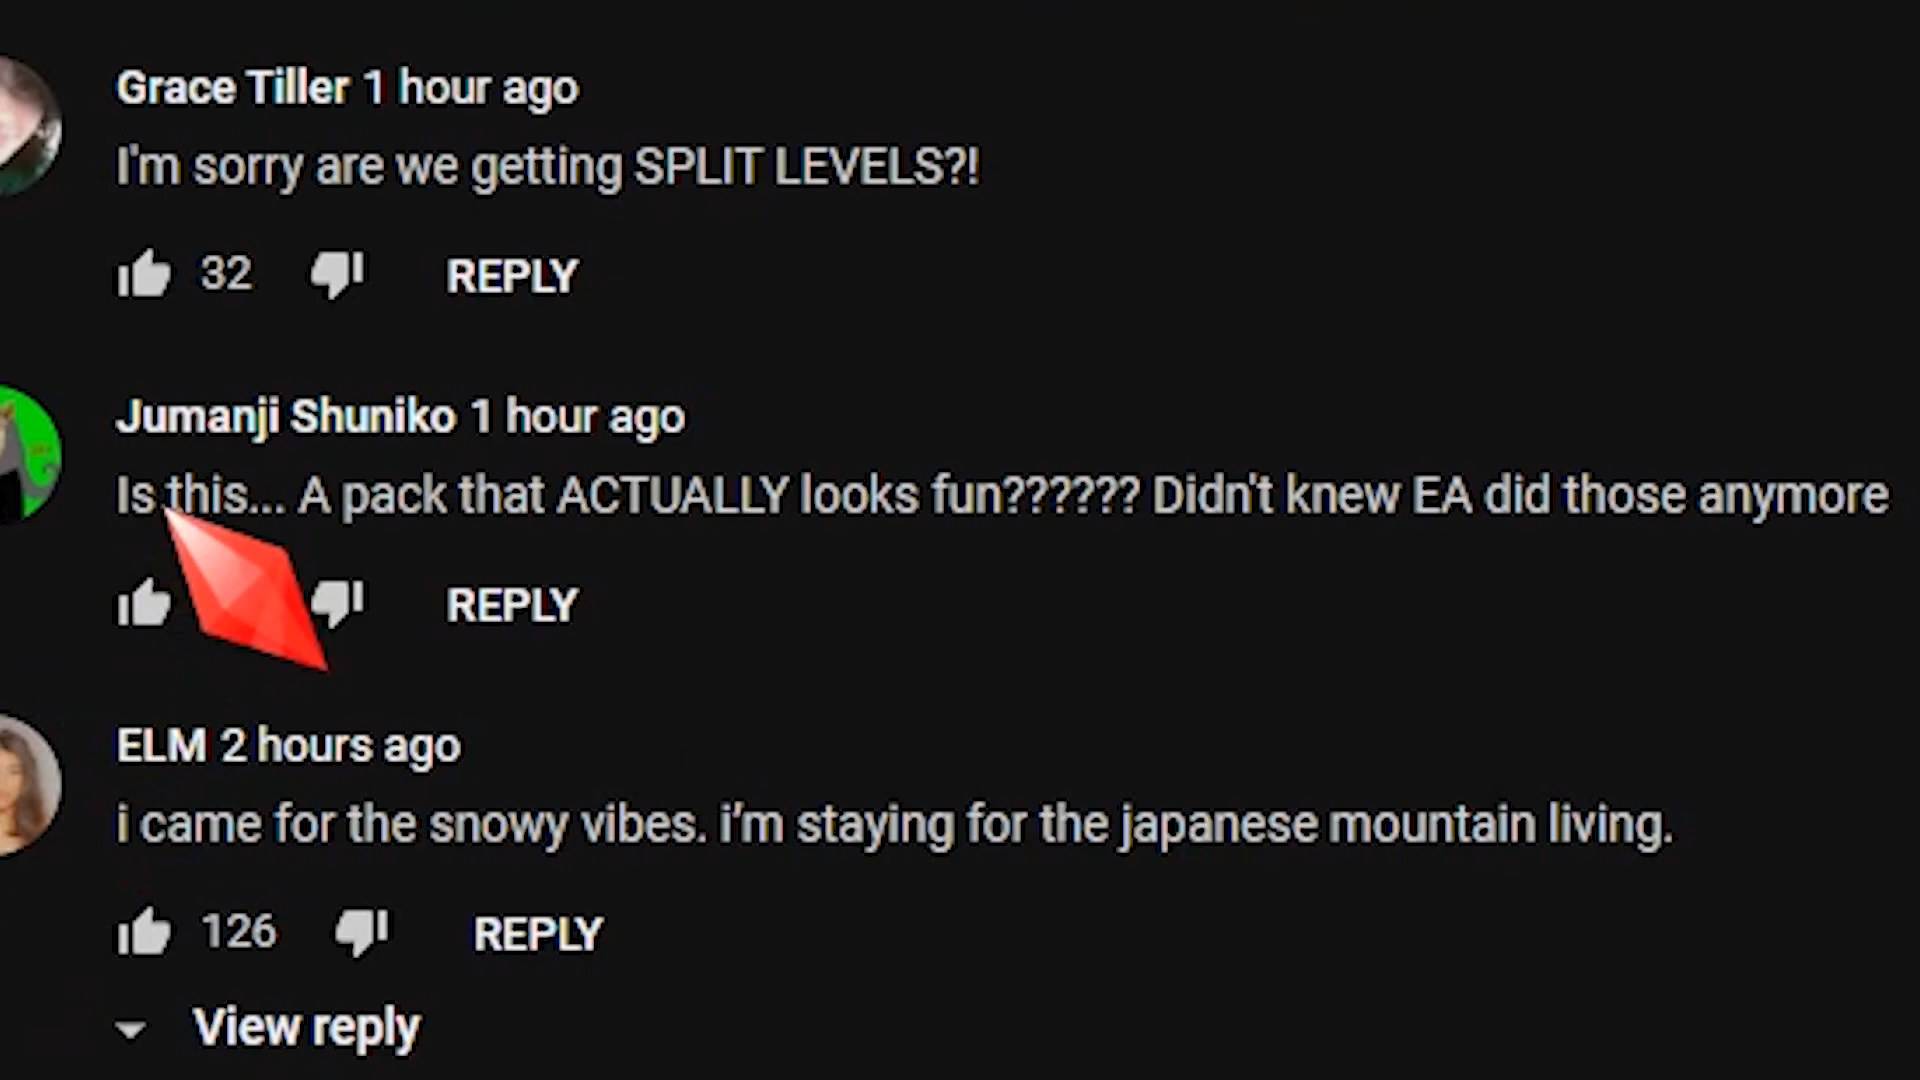 Grace Tiller 1 hour ago
I'm sorry are we getting SPLIT LEVELS?!
32 REPLY
Jumanji Shuniko 1 hour ago
Is this... A pack that ACTUALLY looks fun?????? Didn't knew EA did those anymore
REPLY
ELM 2 hours ago
i came for the snowy vibes. i’m staying for the japanese mountain living.
126 REPLY
View reply